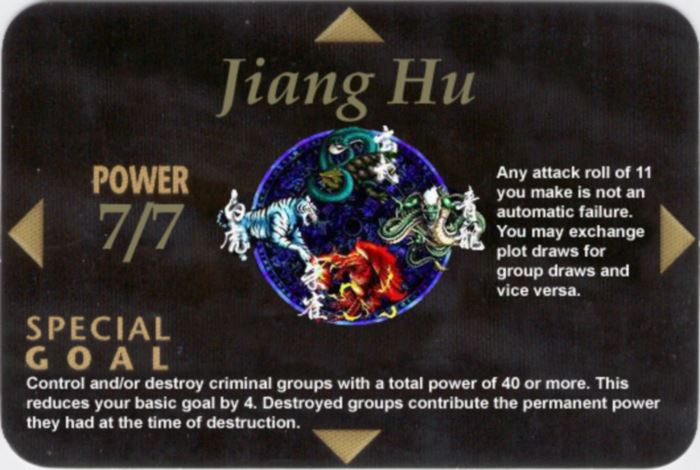 Jiang Hu
POWER
7/7
白虎
青龍
朱雀
Any attack roll of 11
you make is not an
automatic failure.
You may exchange
plot draws for
group draws and
vice versa.
SPECIAL
GOAL
Control and/or destroy criminal groups with a total power of 40 or more. This
reduces your basic goal by 4. Destroyed groups contribute the permanent power
they had at the time of destruction.